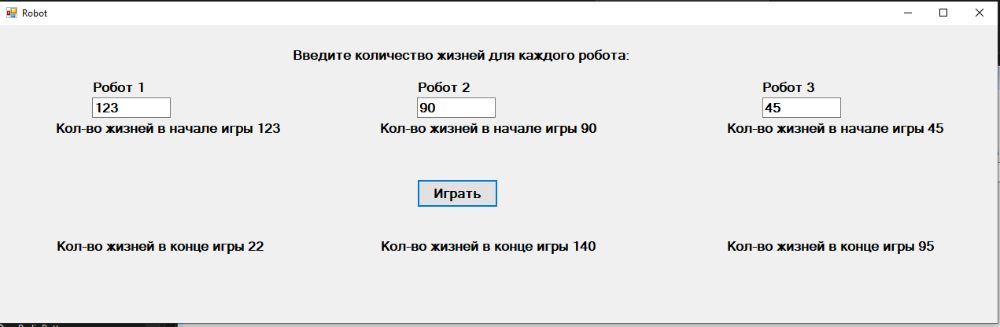 Robot
Введите количество жизней для каждого робота:
Робот 1 Робот 2 Робот 3
123 90 45
Кол-во жизней в начале игры 123 Кол-во жизней в начале игры 90 Кол-во жизней в начале игры 45
Играть
Кол-во жизней в конце игры 22 Кол-во жизней в конце игры 140 Кол-во жизней в конце игры 95